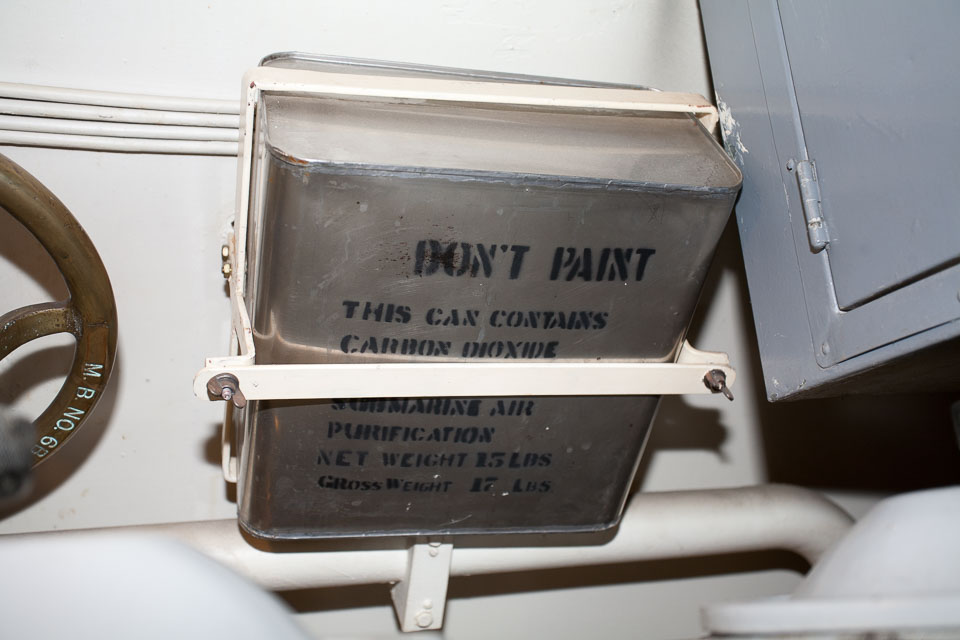 DON'T PAINT
THIS CAN CONTAINS
CARBON DIOXIDE
SUBMARINE AIR
PURIFICATION
NET WEIGHT 15 LBS
GROSS WEIGHT 17 LBS.
M.B. NO. 6B